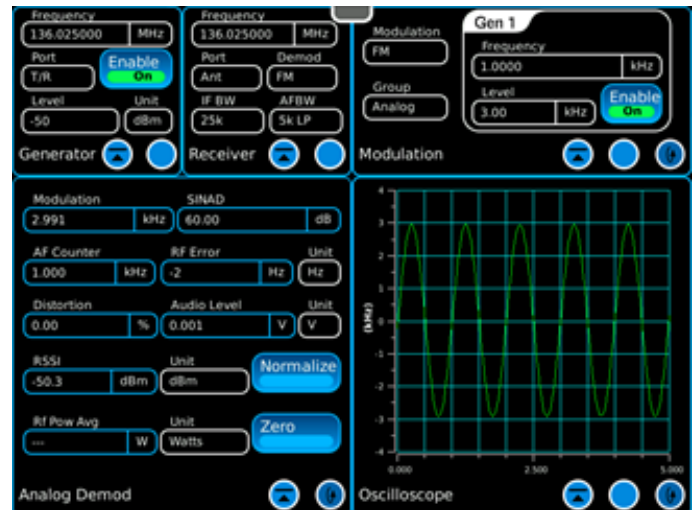 Frequency
136.025000 MHz
Port
T/R
Enable
On
Level Unit
-50 dBm
Generator
Frequency
136.025000 MHz
Port Demod
Ant FM
IF BW AFBW
25k 5k LP
Receiver
Modulation
FM
Group
Analog
Gen 1
Frequency
1.0000 kHz
Level
3.00 kHz
Enable
On
Modulation
Modulation SINAD
2.991 kHz 60.00 dB
AF Counter RF Error Unit
1.000 kHz -2 Hz Hz
Distortion Audio Level Unit
0.00 % 0.001 V V
RSSI Unit
-50.3 dBm dBm
Normalize
Rf Pow Avg Unit
--- W Watts
Zero
Analog Demod
4
3
2
1
0
-1
-2
-3
-4
(kHz)
0.000 2.500 5.000
Oscilloscope